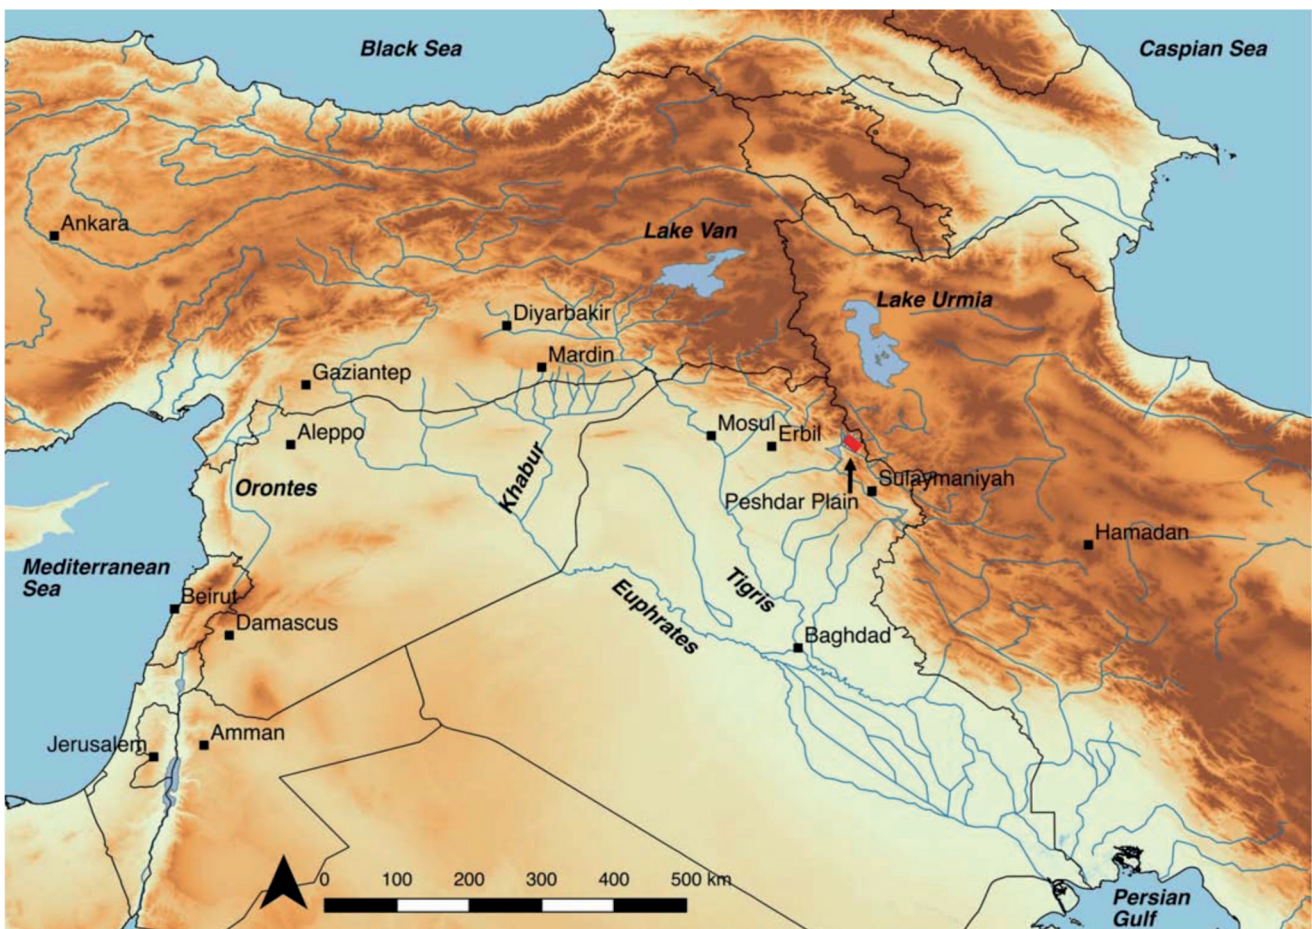 Black Sea
Caspian Sea
Ankara
Lake Van
Lake Urmia
Diyarbakir
Mardin
Gaziantep
Mosul
Erbil
Aleppo
Khabur
Orontes
Sulaymaniyah
Peshdar Plain
Hamadan
Mediterranean
Sea
Beirut
Tigris
Euphrates
Damascus
Baghdad
Jerusalem
Amman
0 100 200 300 400 500 km
Persian
Gulf